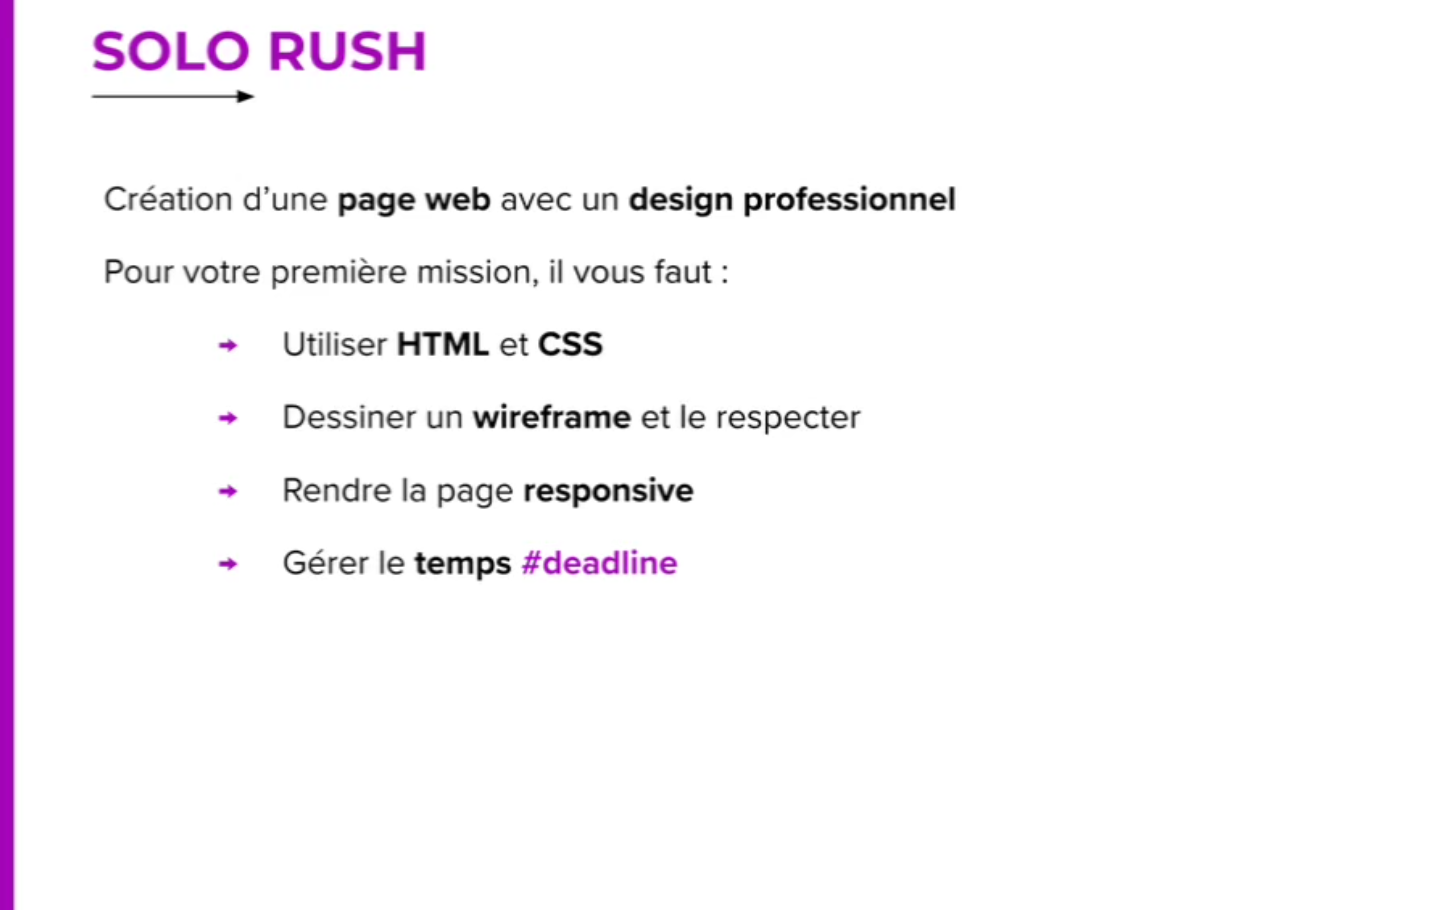 SOLO RUSH
Création d’une page web avec un design professionnel
Pour votre première mission, il vous faut :
Utiliser HTML et CSS
Dessiner un wireframe et le respecter
Rendre la page responsive
Gérer le temps #deadline